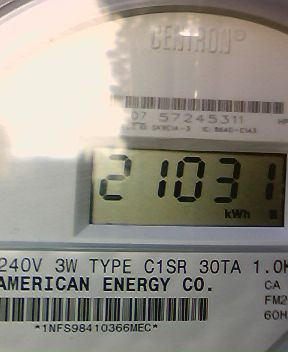 CENTRON®
07 57245311
21031
kWh
240V 3W TYPE C1SR 30TA 1.0K
AMERICAN ENERGY CO.
CA
FM2
60H
*1NFS98410366MEC*